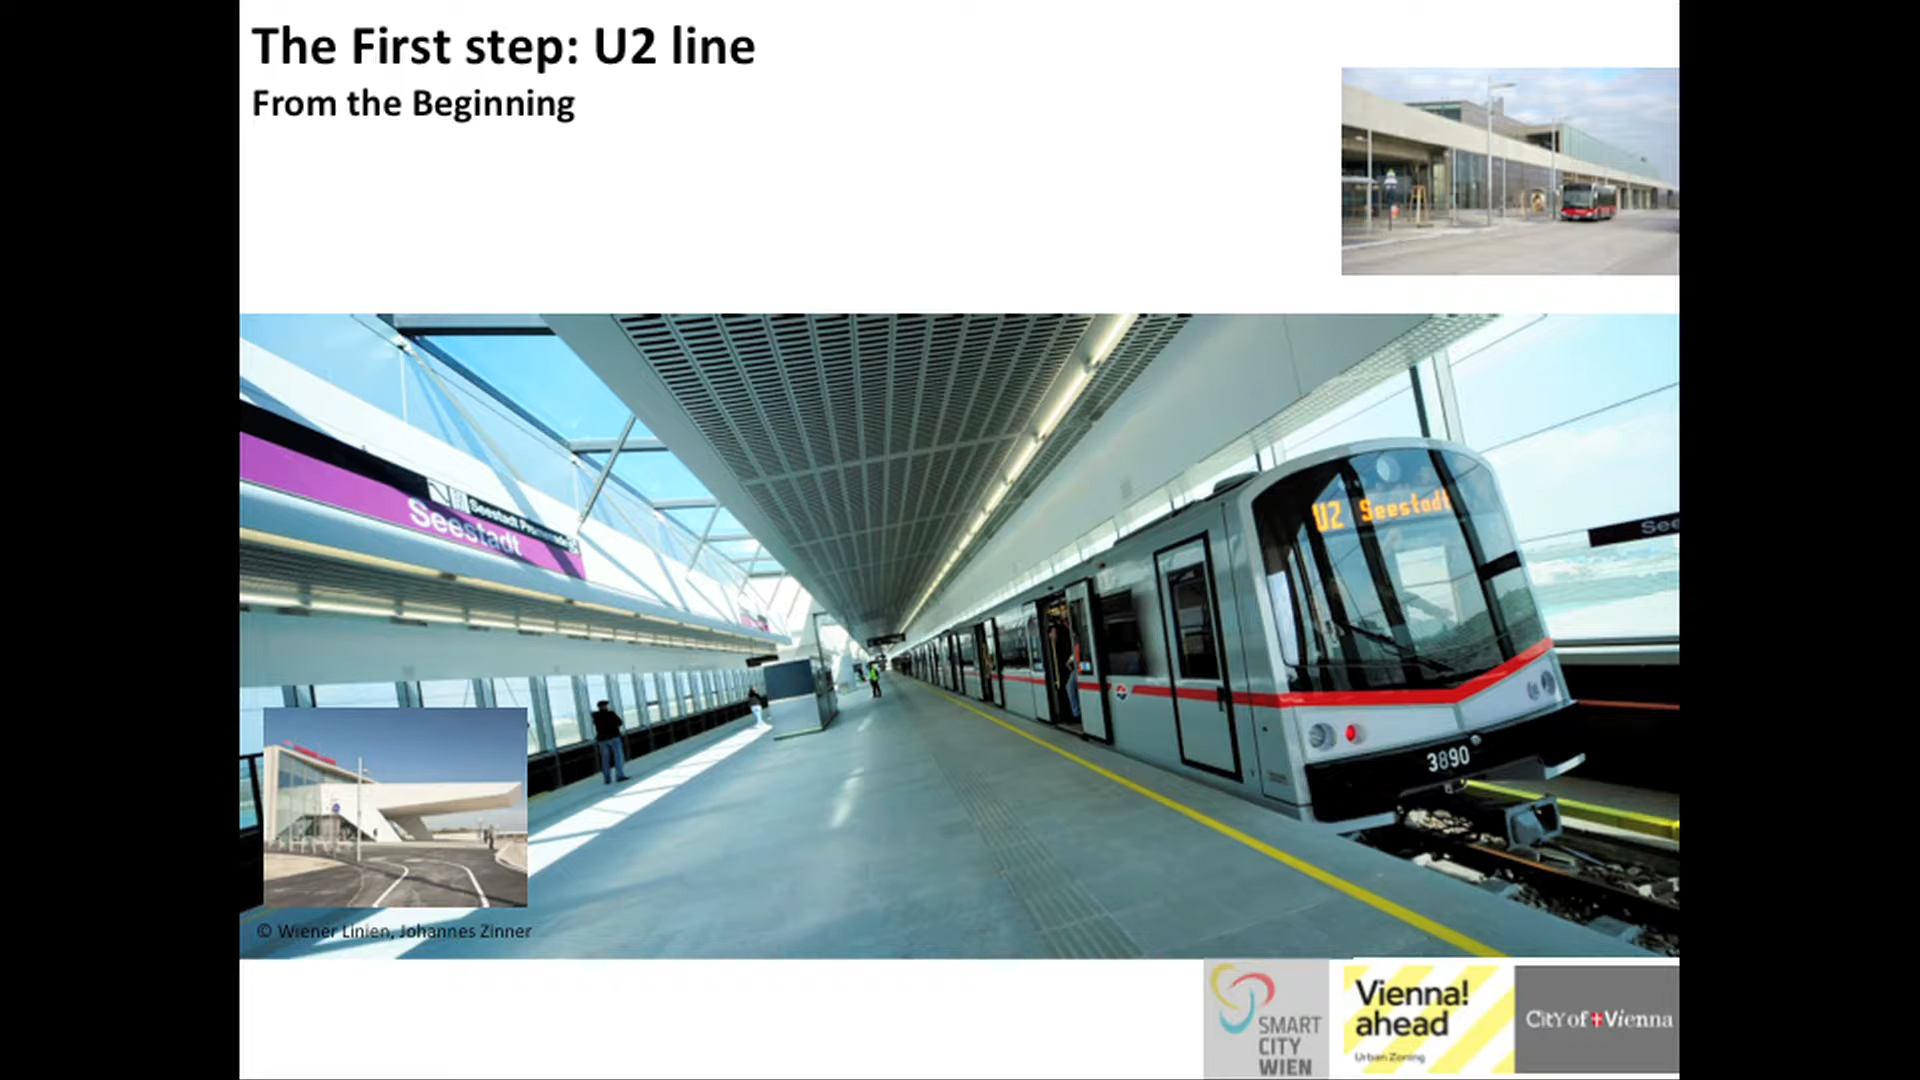 The First step: U2 line
From the Beginning
Seestadt
U2 Seestadt
See
3890
© Wiener Linien, Johannes Zinner
SMART
CITY
WIEN
Vienna!
ahead
Urban Zoning
City of Vienna